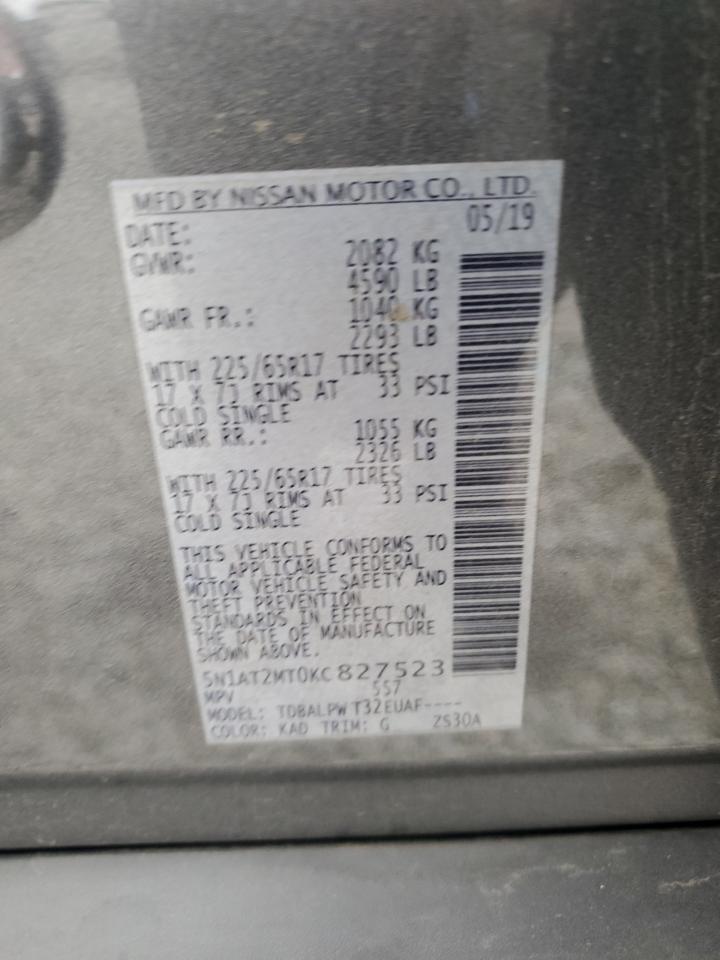 MFD BY NISSAN MOTOR CO., LTD.
DATE: 05/19
GVWR: 2082 KG
4590 LB
GAWR FR.: 1040 KG
2293 LB
WITH 225/65R17 TIRES
17 X 7J RIMS AT 33 PSI
COLD SINGLE
GAWR RR.: 1055 KG
2326 LB
WITH 225/65R17 TIRES
17 X 7J RIMS AT 33 PSI
COLD SINGLE
THIS VEHICLE CONFORMS TO
ALL APPLICABLE FEDERAL
MOTOR VEHICLE SAFETY AND
THEFT PREVENTION
STANDARDS IN EFFECT ON
THE DATE OF MANUFACTURE
SHOWN ABOVE.
5N1AT2MT0KC827523
MPV 557
MODEL: TDBALPW T32EUAF----
COLOR: KAD TRIM: G ZS30A